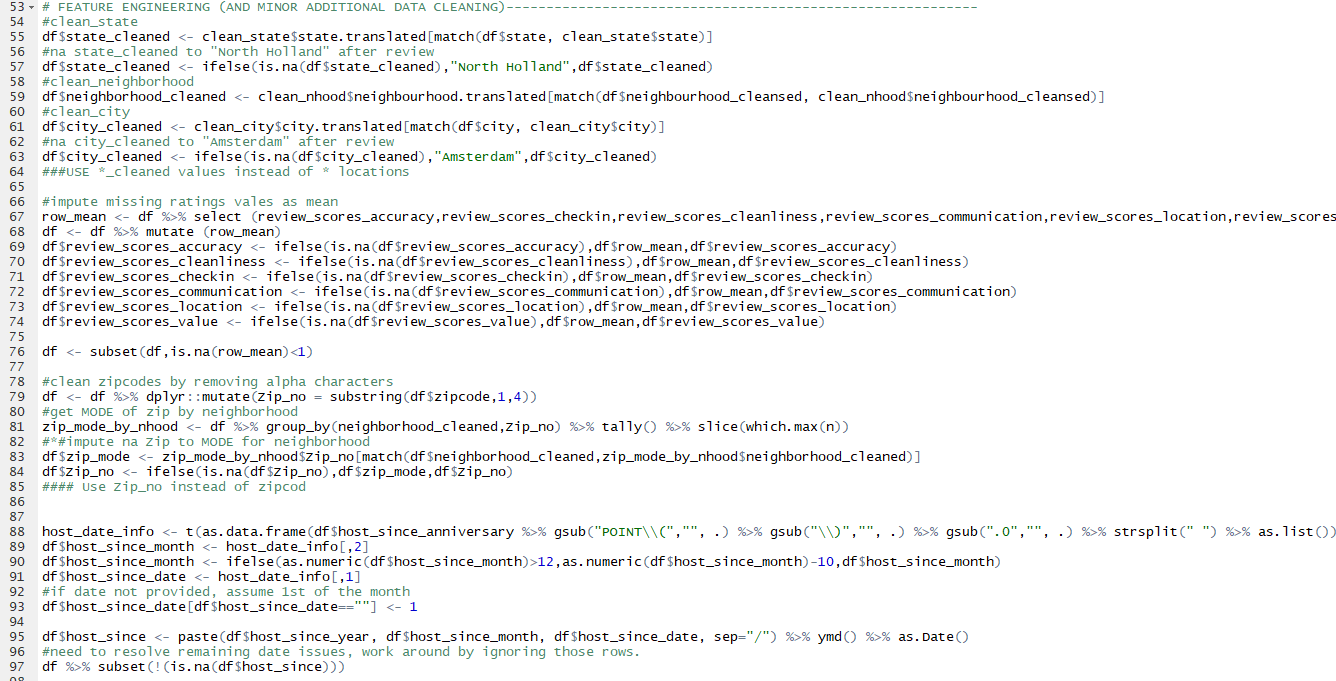 53 # FEATURE ENGINEERING (AND MINOR ADDITIONAL DATA CLEANING)-----------------------------------------------------------
54 #clean_state
55 df$state_cleaned <- clean_state$state.translated[match(df$state, clean_state$state)]
56 #na state_cleaned to "North Holland" after review
57 df$state_cleaned <- ifelse(is.na(df$state_cleaned),"North Holland",df$state_cleaned)
58 #clean_neighborhood
59 df$neighborhood_cleaned <- clean_nhood$neighbourhood.translated[match(df$neighbourhood_cleansed, clean_nhood$neighbourhood_cleansed)]
60 #clean_city
61 df$city_cleaned <- clean_city$city.translated[match(df$city, clean_city$city)]
62 #na city_cleaned to "Amsterdam" after review
63 df$city_cleaned <- ifelse(is.na(df$city_cleaned),"Amsterdam",df$city_cleaned)
64 ###USE *_cleaned values instead of * locations
65
66 #impute missing ratings vales as mean
67 row_mean <- df %>% select (review_scores_accuracy,review_scores_checkin,review_scores_cleanliness,review_scores_communication,review_scores_location,review_scores
68 df <- df %>% mutate (row_mean)
69 df$review_scores_accuracy <- ifelse(is.na(df$review_scores_accuracy),df$row_mean,df$review_scores_accuracy)
70 df$review_scores_cleanliness <- ifelse(is.na(df$review_scores_cleanliness),df$row_mean,df$review_scores_cleanliness)
71 df$review_scores_checkin <- ifelse(is.na(df$review_scores_checkin),df$row_mean,df$review_scores_checkin)
72 df$review_scores_communication <- ifelse(is.na(df$review_scores_communication),df$row_mean,df$review_scores_communication)
73 df$review_scores_location <- ifelse(is.na(df$review_scores_location),df$row_mean,df$review_scores_location)
74 df$review_scores_value <- ifelse(is.na(df$review_scores_value),df$row_mean,df$review_scores_value)
75
76 df <- subset(df,is.na(row_mean)<1)
77
78 #clean zipcodes by removing alpha characters
79 df <- df %>% dplyr::mutate(Zip_no = substring(df$zipcode,1,4))
80 #get MODE of zip by neighborhood
81 zip_mode_by_nhood <- df %>% group_by(neighborhood_cleaned,Zip_no) %>% tally() %>% slice(which.max(n))
82 #*#impute na Zip to MODE for neighborhood
83 df$zip_mode <- zip_mode_by_nhood$Zip_no[match(df$neighborhood_cleaned,zip_mode_by_nhood$neighborhood_cleaned)]
84 df$Zip_no <- ifelse(is.na(df$Zip_no),df$zip_mode,df$Zip_no)
85 #### Use Zip_no instead of zipcod
86
87
88 host_date_info <- t(as.data.frame(df$host_since_anniversary %>% gsub("POINT\\(","", .) %>% gsub("\\)","", .) %>% gsub(".0","", .) %>% strsplit(" ") %>% as.list())
89 df$host_since_month <- host_date_info[,2]
90 df$host_since_month <- ifelse(as.numeric(df$host_since_month)>12,as.numeric(df$host_since_month)-10,df$host_since_month)
91 df$host_since_date <- host_date_info[,1]
92 #if date not provided, assume 1st of the month
93 df$host_since_date[df$host_since_date==""] <- 1
94
95 df$host_since <- paste(df$host_since_year, df$host_since_month, df$host_since_date, sep="/") %>% ymd() %>% as.Date()
96 #need to resolve remaining date issues, work around by ignoring those rows.
97 df %>% subset(!(is.na(df$host_since)))
98